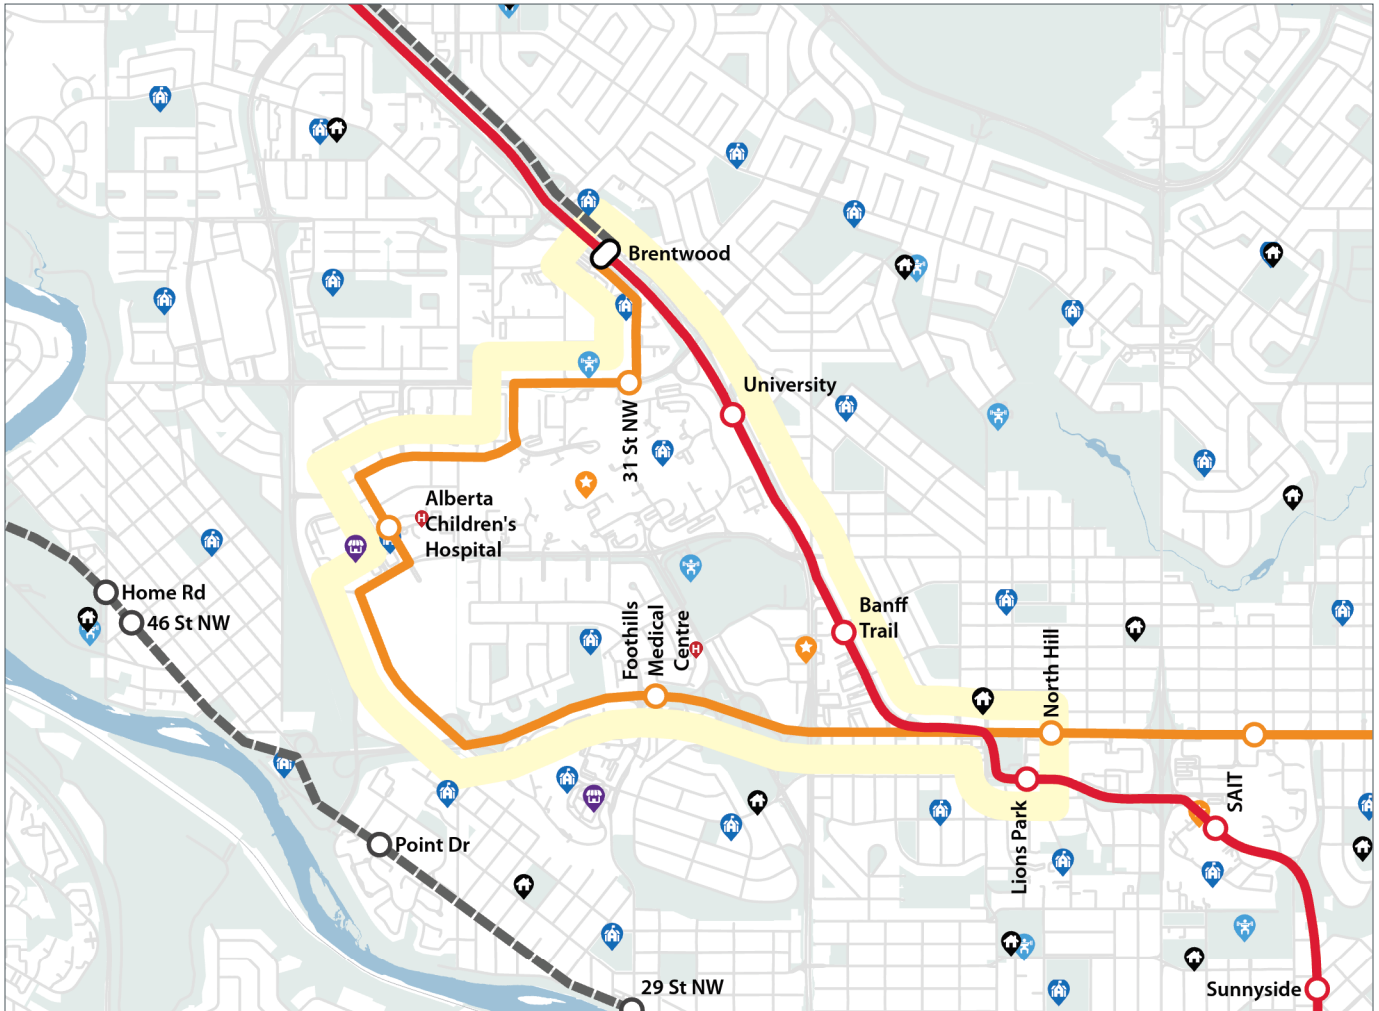 Brentwood
University
31 St NW
Alberta
Children's
Hospital
Home Rd
46 St NW
Banff
Trail
Foothills
Medical
Centre
North Hill
SAIT
Lions Park
Point Dr
29 St NW
Sunnyside
H
H